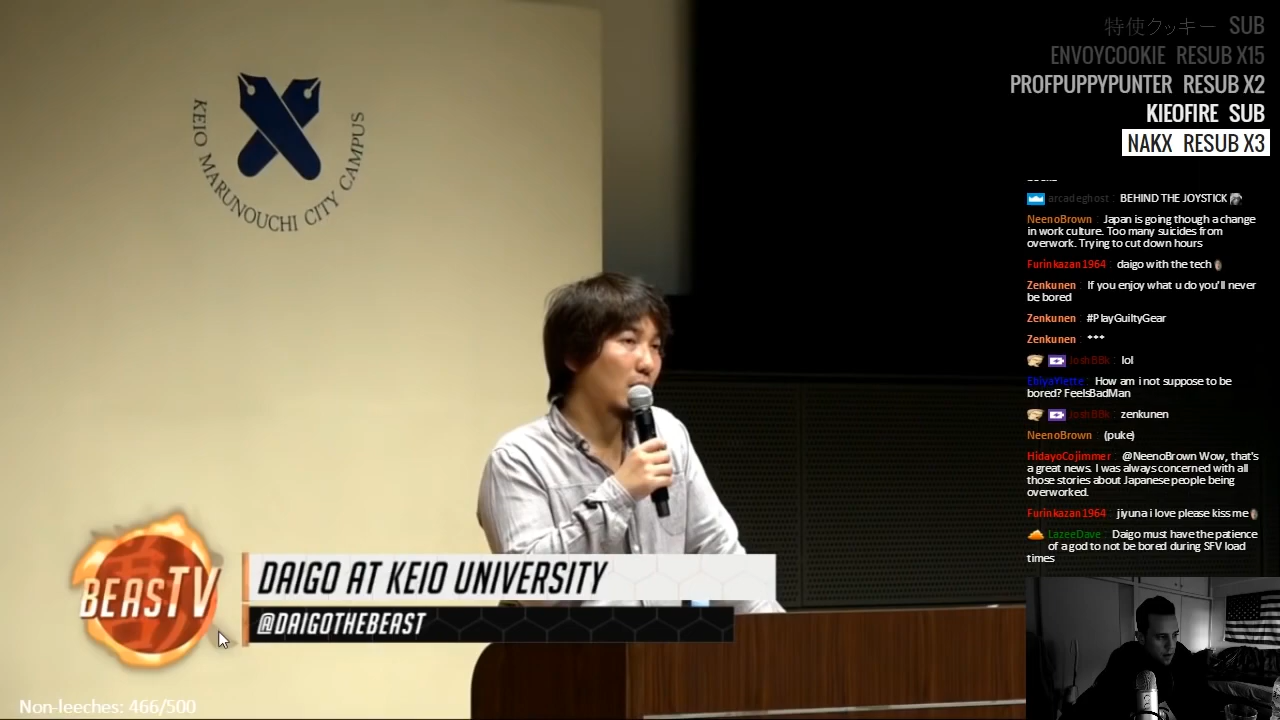 特使クッキー SUB
ENVOYCOOKIE RESUB X15
PROFPUPPYPUNTER RESUB X2
KIEOFIRE SUB
NAKX RESUB X3
KEIO MARUNOUCHI CITY CAMPUS
arcadeghost: BEHIND THE JOYSTICK
NeenoBrown: Japan is going though a change
in work culture. Too many suicides from
overwork. Trying to cut down hours
Furinkazan1964: daigo with the tech
Zenkunen: If you enjoy what u do you'll never
be bored
Zenkunen: #PlayGuiltyGear
Zenkunen: ***
JoshBBk: lol
EbiyaYlette: How am i not suppose to be
bored? FeelsBadMan
JoshBBk: zenkunen
NeenoBrown: (puke)
HidayoCojimmer: @NeenoBrown Wow, that's
a great news. I was always concerned with all
those stories about Japanese people being
overworked.
Furinkazan1964: jiyuna i love please kiss me
LazeeDave: Daigo must have the patience
of a god to not be bored during SFV load
times
BEASTV
DAIGO AT KEIO UNIVERSITY
@DAIGOTHEBEAST
Non-leeches: 466/500